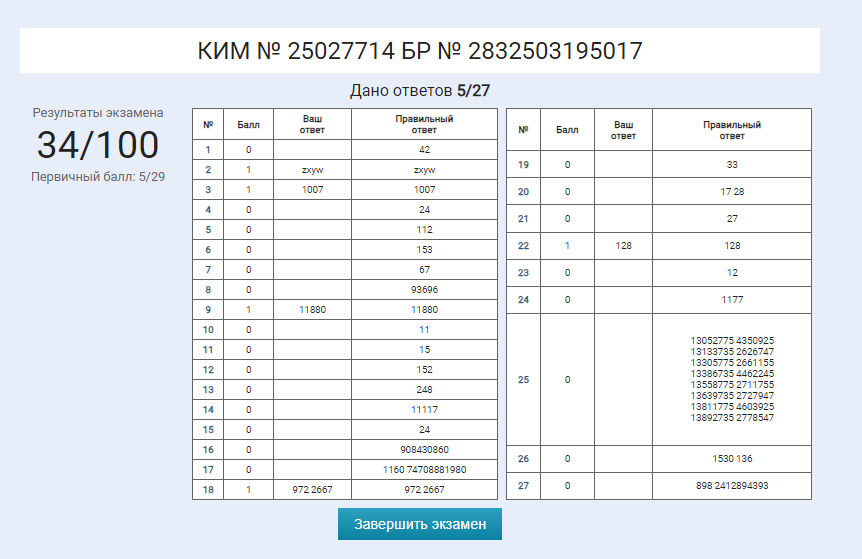 КИМ № 25027714 БР № 2832503195017
Дано ответов 5/27
Результаты экзамена
34/100
Первичный балл: 5/29
№ Балл Ваш ответ Правильный ответ
1 0 42
2 1 zxyw zxyw
3 1 1007 1007
4 0 24
5 0 112
6 0 153
7 0 67
8 0 93696
9 1 11880 11880
10 0 11
11 0 15
12 0 152
13 0 248
14 0 11117
15 0 24
16 0 908430860
17 0 1160 74708881980
18 1 972 2667 972 2667
№ Балл Ваш ответ Правильный ответ
19 0 33
20 0 17 28
21 0 27
22 1 128 128
23 0 12
24 0 1177
25 0
13052775 4350925
13133735 2626747
13305775 2661155
13386735 4462245
13558775 2711755
13639735 2727947
13811775 4603925
13892735 2778547
26 0 1530 136
27 0 898 2412894393
Завершить экзамен